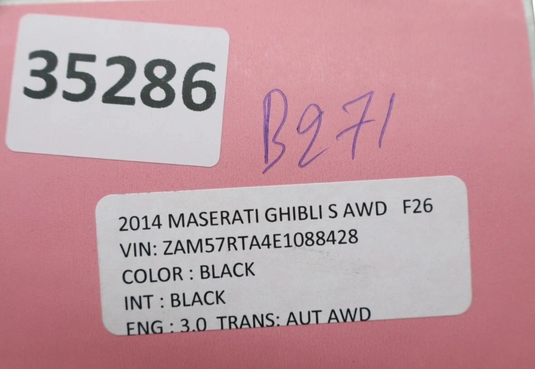 35286
B271
2014 MASERATI GHIBLI S AWD F26
VIN: ZAM57RTA4E1088428
COLOR : BLACK
INT : BLACK
ENG : 3.0 TRANS: AUT AWD